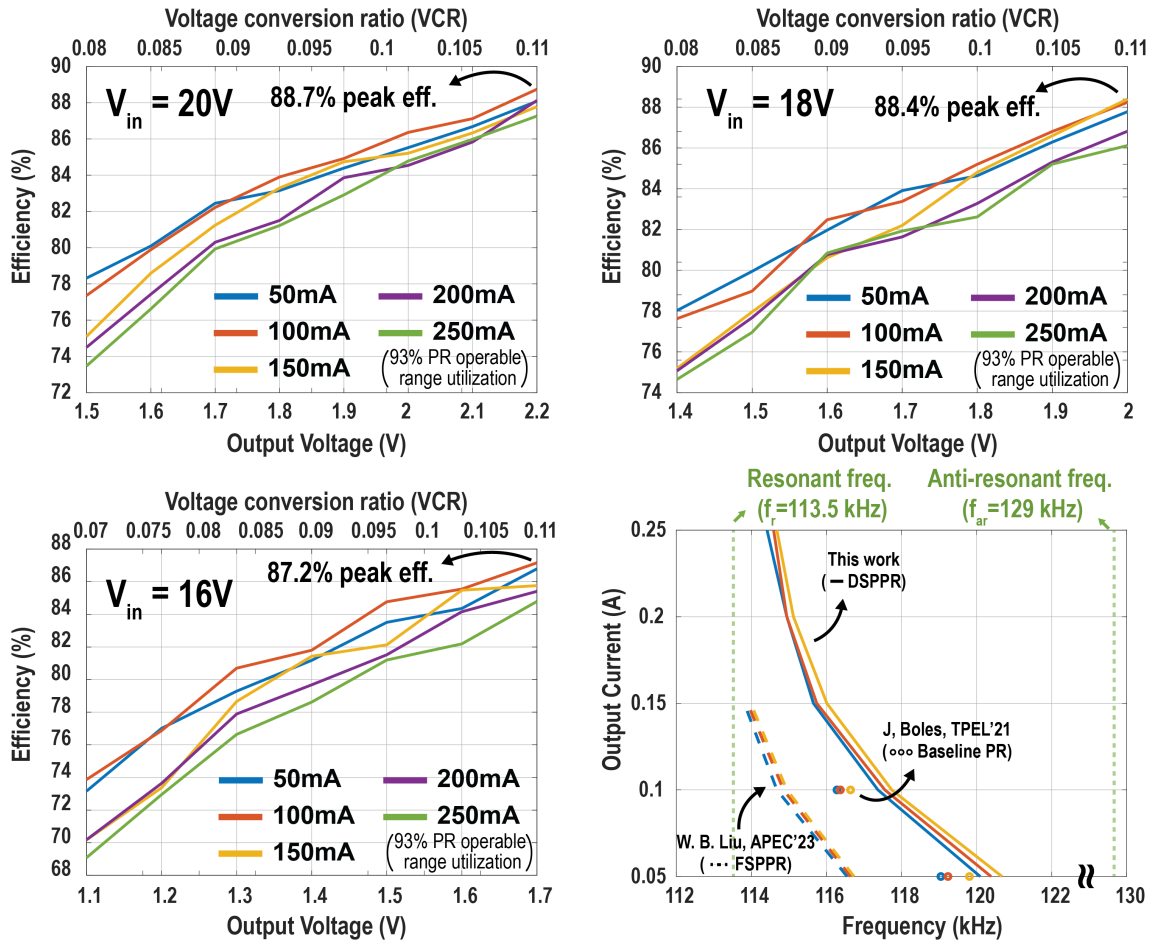 Voltage conversion ratio (VCR)
0.08 0.085 0.09 0.095 0.1 0.105 0.11
90
88
86
84
82
80
78
76
74
72
Efficiency (%)
Vin = 20V
88.7% peak eff.
50mA 200mA
100mA 250mA
150mA (93% PR operable range utilization)
1.5 1.6 1.7 1.8 1.9 2 2.1 2.2
Output Voltage (V)
Voltage conversion ratio (VCR)
0.08 0.085 0.09 0.095 0.1 0.105 0.11
90
88
86
84
82
80
78
76
74
Efficiency (%)
Vin = 18V
88.4% peak eff.
50mA 200mA
100mA 250mA
150mA (93% PR operable range utilization)
1.4 1.5 1.6 1.7 1.8 1.9 2
Output Voltage (V)
Voltage conversion ratio (VCR)
0.07 0.075 0.08 0.083 0.085 0.09 0.095 0.1 0.105 0.11
88
86
84
82
80
78
76
74
72
70
68
Efficiency (%)
Vin = 16V
87.2% peak eff.
50mA 200mA
100mA 250mA
150mA (93% PR operable range utilization)
1.1 1.2 1.3 1.4 1.5 1.6 1.7
Output Voltage (V)
Resonant freq.
(fr=113.5 kHz)
Anti-resonant freq.
(far=129 kHz)
0.25
0.2
0.15
0.1
0.05
Output Current (A)
This work
(— DSPPR)
J, Boles, TPEL'21
(ooo Baseline PR)
W. B. Liu, APEC'23
(··· FSPPR)
112 114 116 118 120 122 130
Frequency (kHz)